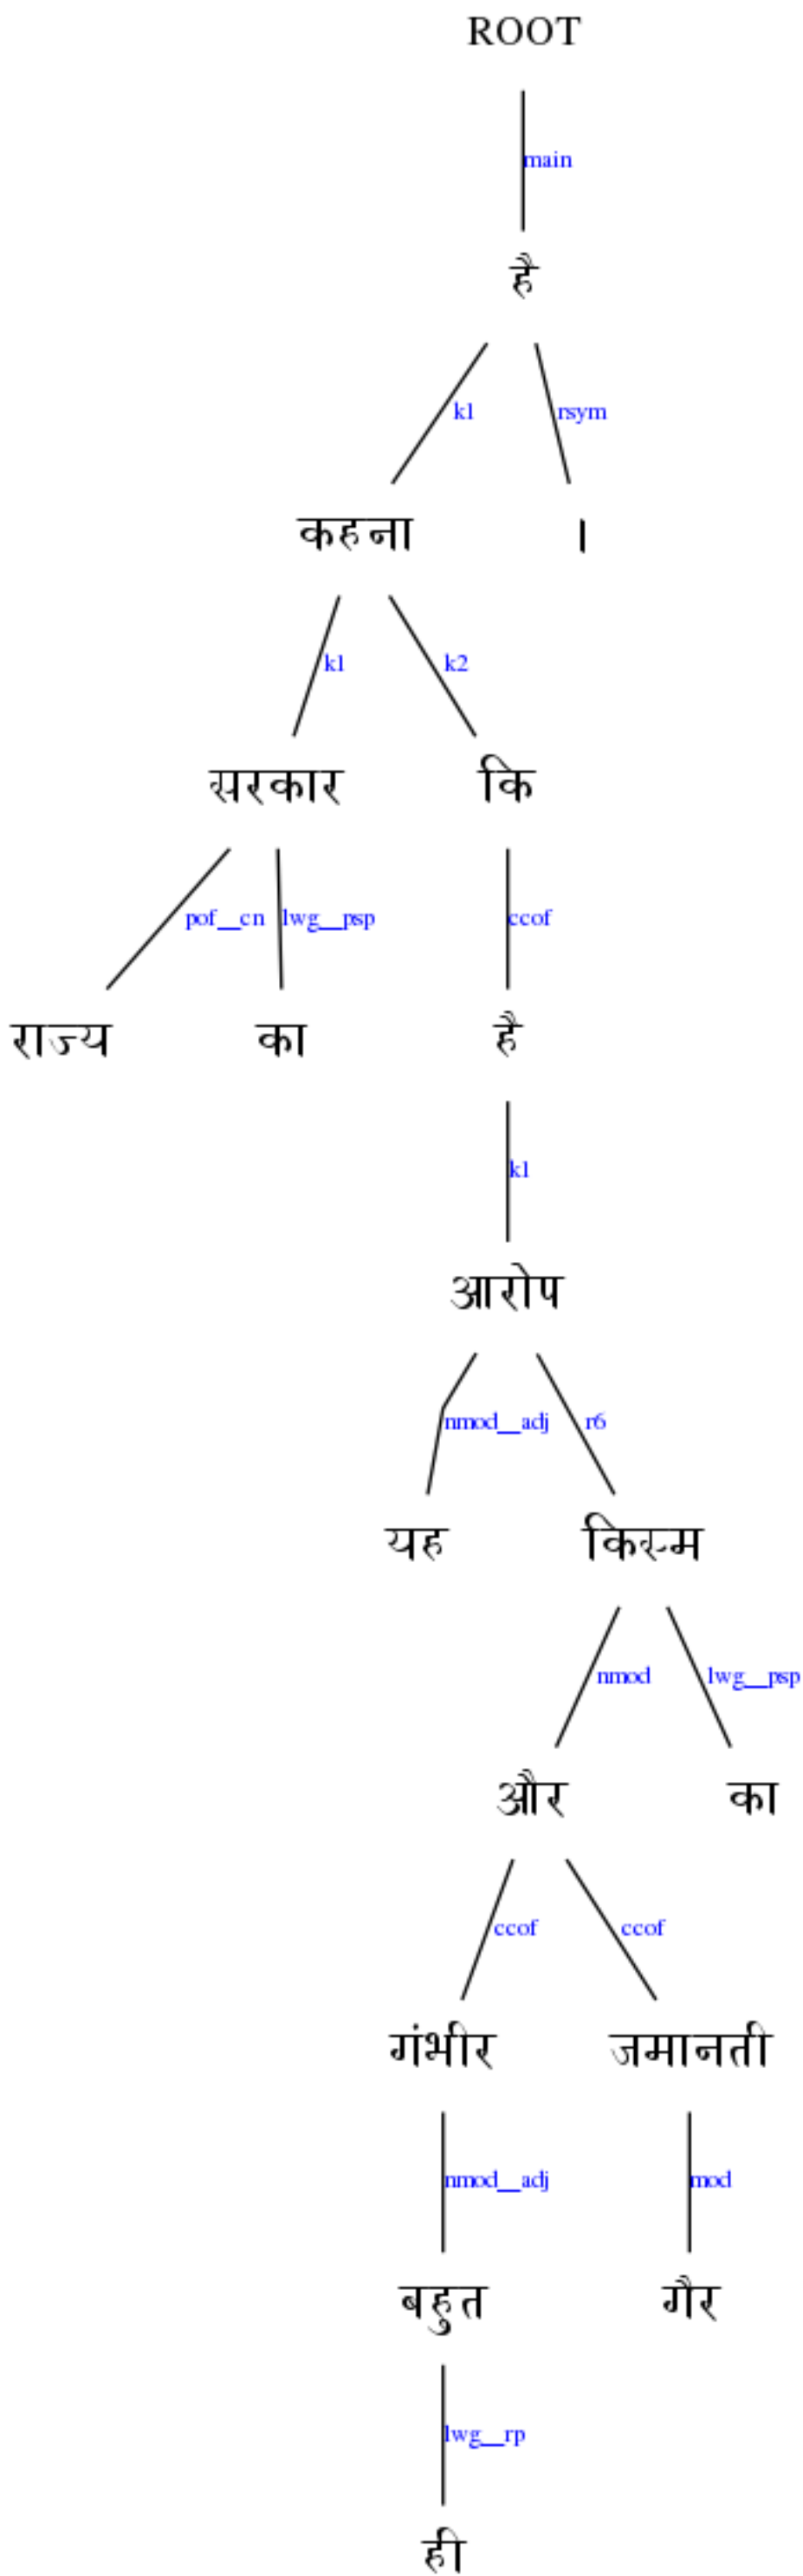 ROOT
main
है
k1 rsym
कहना ।
k1 k2
सरकार कि
pof__cn lwg__psp ccof
राज्य का है
k1
आरोप
nmod__adj r6
यह किस्म
nmod lwg__psp
और का
ccof ccof
गंभीर जमानती
nmod__adj mod
बहुत गैर
lwg__rp
ही